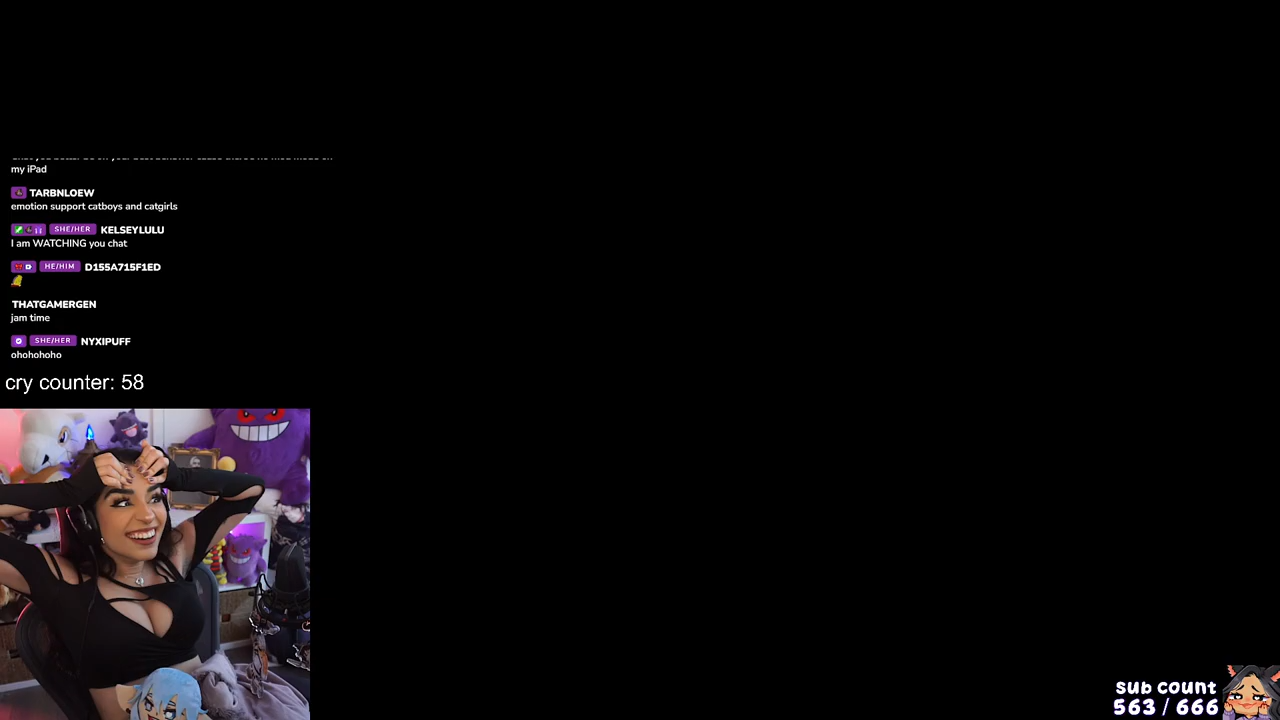 my iPad
TARBNLOEW
emotion support catboys and catgirls
SHE/HER KELSEYLULU
I am WATCHING you chat
HE/HIM D155A715F1ED
THATGAMERGEN
jam time
SHE/HER NYXIPUFF
ohohohoho
cry counter: 58
sub count
563 / 666